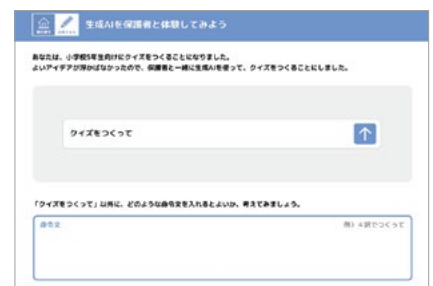 生成AIを保護者と体験してみよう
あなたは、小学校5年生向けにクイズをつくることになりました。
よいアイデアが浮かばなかったので、保護者と一緒に生成AIを使って、クイズをつくることにしました。
クイズをつくって
「クイズをつくって」以外に、どのような命令文を入れるとよいか、考えてみましょう。
命令文
例）4択でつくって